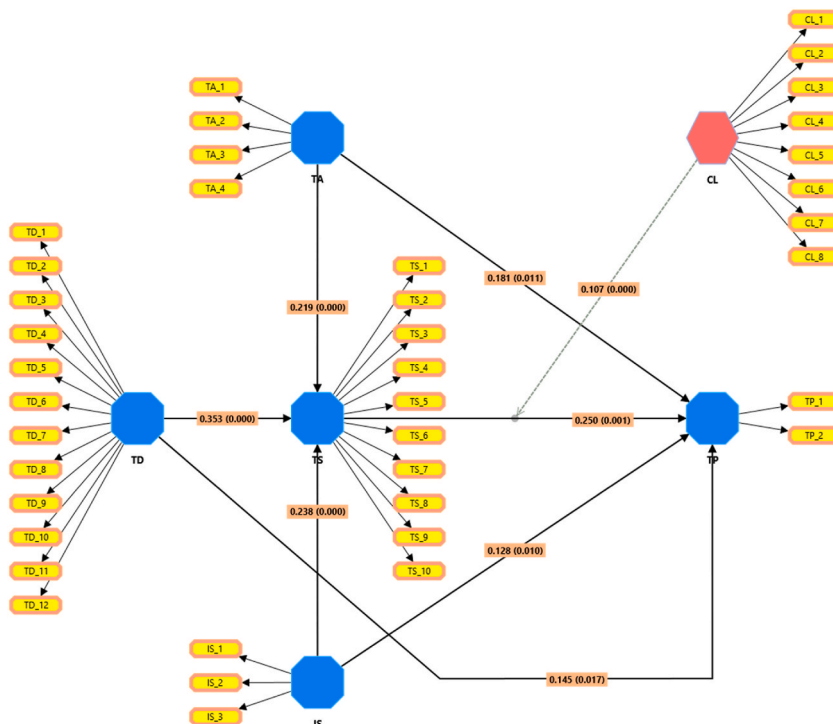 CL_1
CL_2
CL_3
CL_4
CL_5
CL_6
CL_7
CL_8
CL
TA_1
TA_2
TA_3
TA_4
TA
0.181 (0.011)
0.107 (0.000)
0.219 (0.000)
TD_1
TD_2
TD_3
TD_4
TD_5
TD_6
TD_7
TD_8
TD_9
TD_10
TD_11
TD_12
TD
0.353 (0.000)
TS_1
TS_2
TS_3
TS_4
TS_5
TS_6
TS_7
TS_8
TS_9
TS_10
TS
0.250 (0.001)
TP_1
TP_2
TP
0.238 (0.000)
0.128 (0.010)
IS_1
IS_2
IS_3
IS
0.145 (0.017)